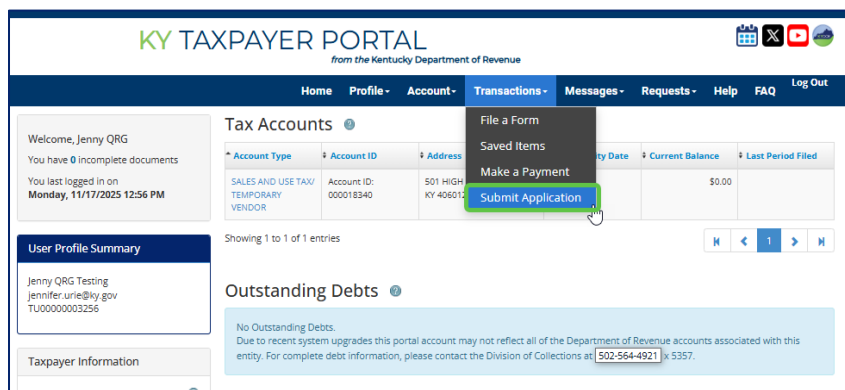 KY TAXPAYER PORTAL
from the Kentucky Department of Revenue
Home Profile Account Transactions Messages Requests Help FAQ Log Out
Welcome, Jenny QRG
You have 0 incomplete documents
You last logged in on
Monday, 11/17/2025 12:56 PM
User Profile Summary
Jenny QRG Testing
jennifer.urie@ky.gov
TU00000003256
Taxpayer Information
Tax Accounts
File a Form
Saved Items
Make a Payment
Submit Application
Account Type Account ID Address Date Current Balance Last Period Filed
SALES AND USE TAX/ Account ID: 501 HIGH $0.00
TEMPORARY 000018340 KY 40601
VENDOR
Showing 1 to 1 of 1 entries
1
Outstanding Debts
No Outstanding Debts.
Due to recent system upgrades this portal account may not reflect all of the Department of Revenue accounts associated with this
entity. For complete debt information, please contact the Division of Collections at 502-564-4921 x 5357.